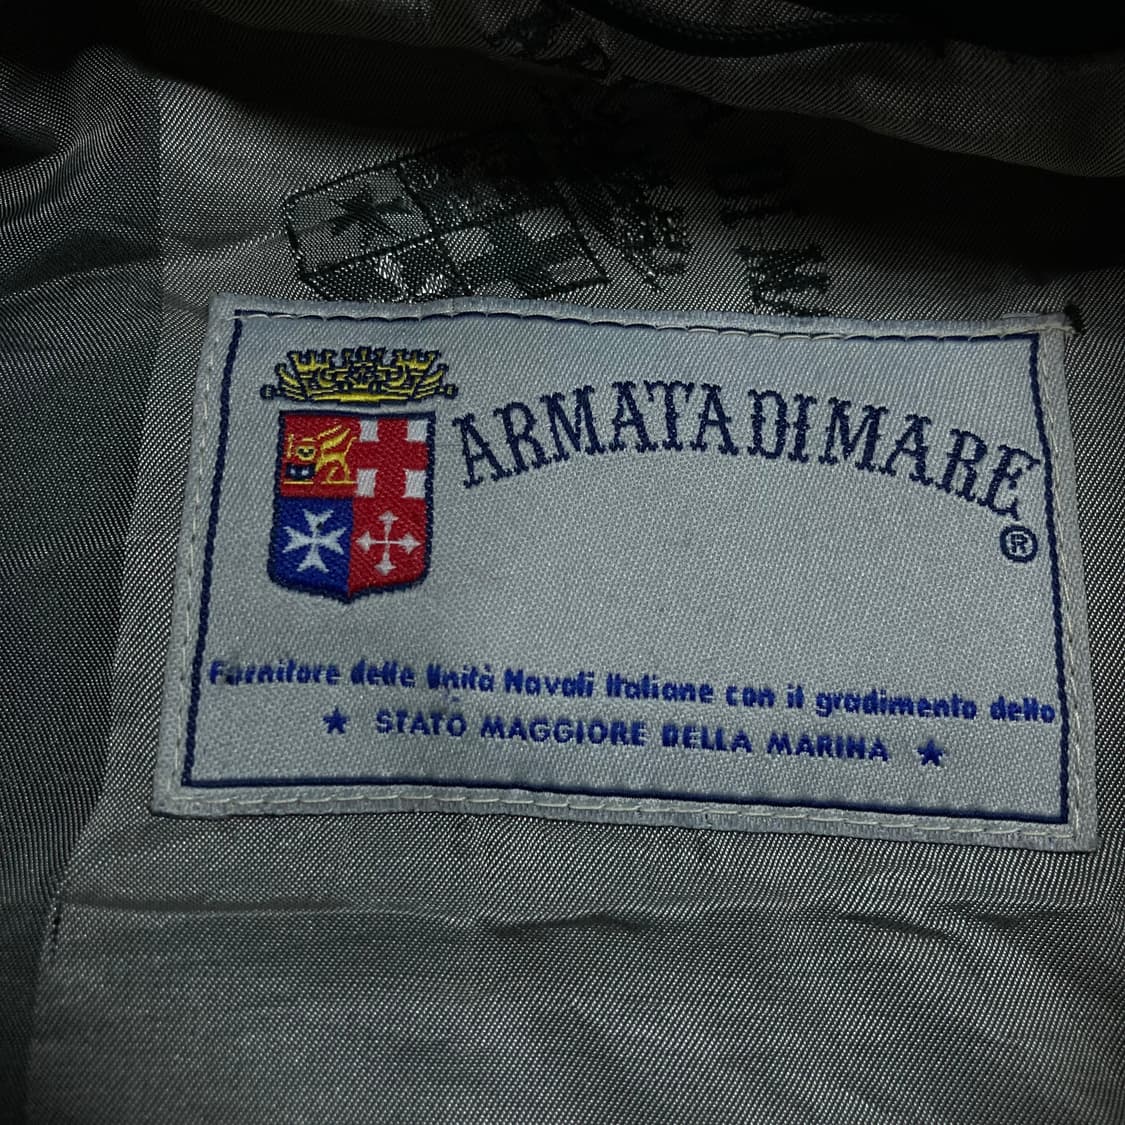 ARMATA DI MARE
®
Fornitore delle Unità Navali Italiane con il gradimento dello
★ STATO MAGGIORE DELLA MARINA ★